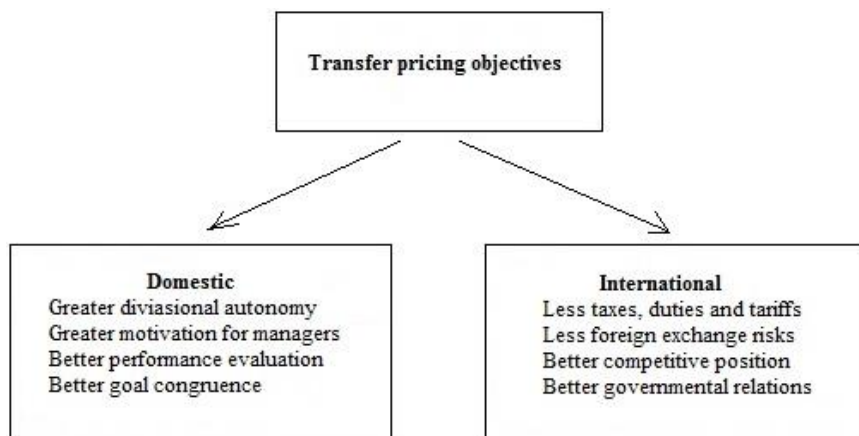 Transfer pricing objectives
Domestic
Greater diviasional autonomy
Greater motivation for managers
Better performance evaluation
Better goal congruence
International
Less taxes, duties and tariffs
Less foreign exchange risks
Better competitive position
Better governmental relations